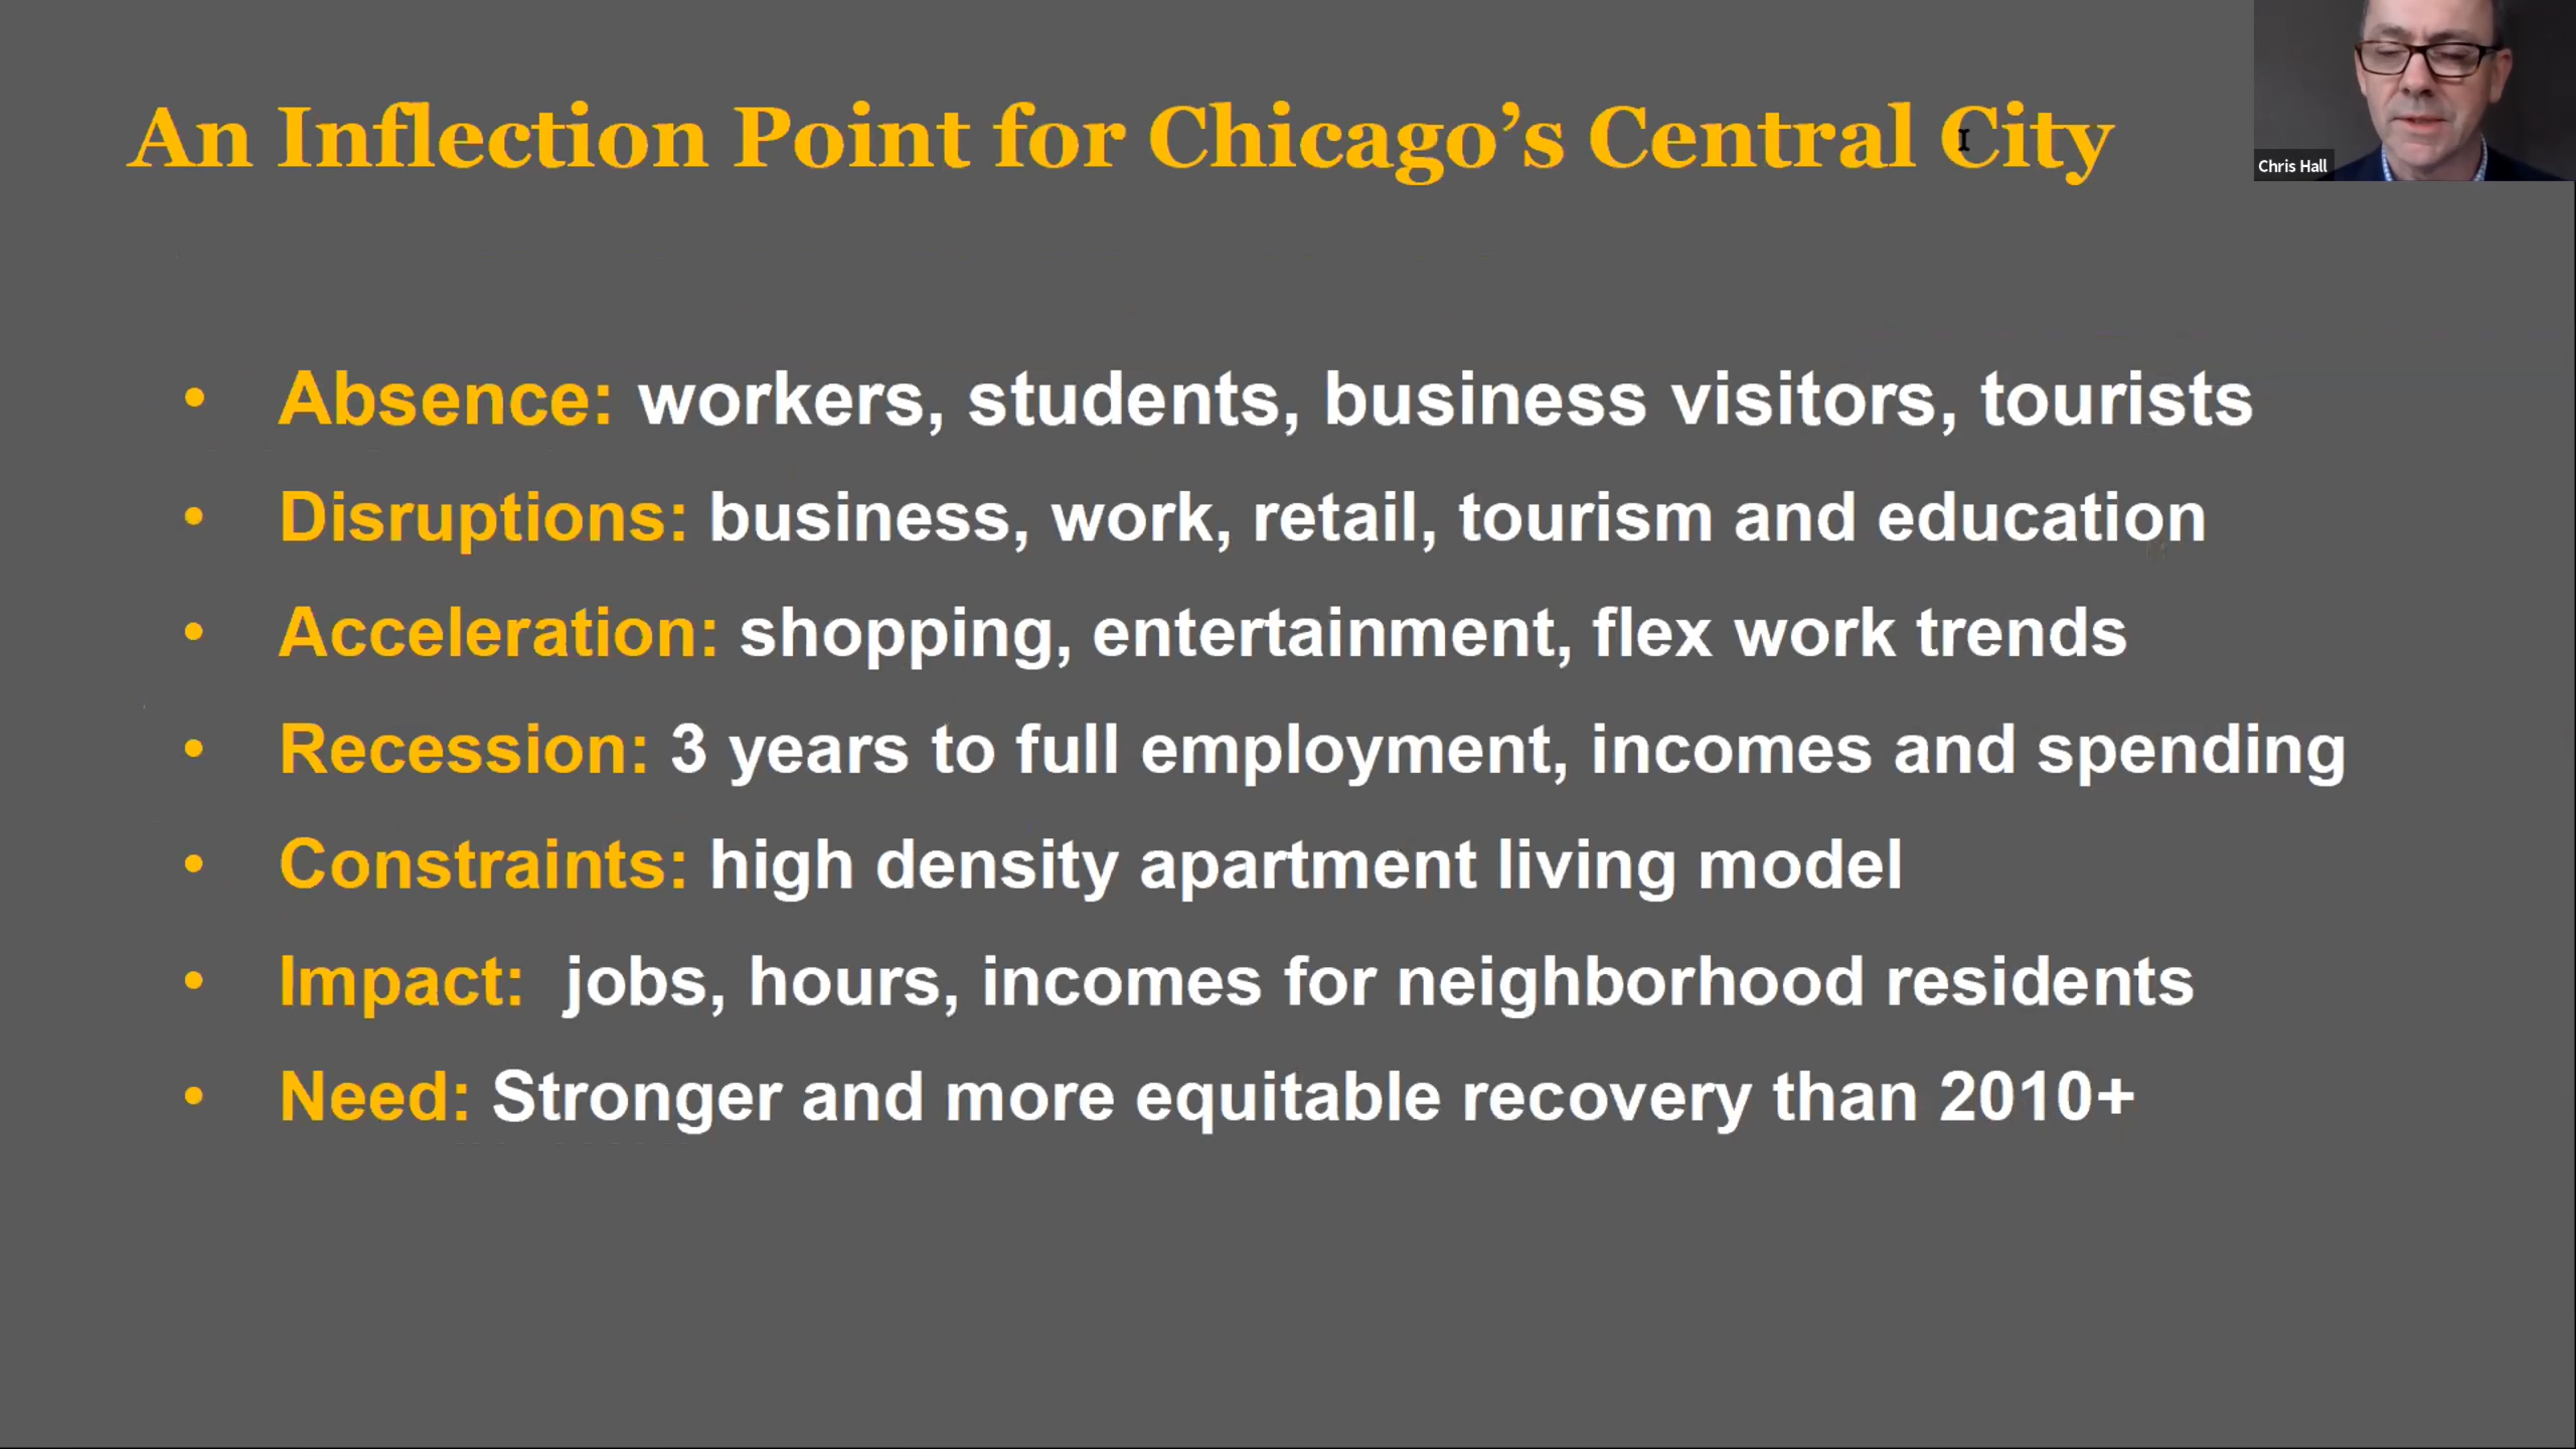 An Inflection Point for Chicago’s Central City
Chris Hall
• Absence: workers, students, business visitors, tourists
• Disruptions: business, work, retail, tourism and education
• Acceleration: shopping, entertainment, flex work trends
• Recession: 3 years to full employment, incomes and spending
• Constraints: high density apartment living model
• Impact: jobs, hours, incomes for neighborhood residents
• Need: Stronger and more equitable recovery than 2010+